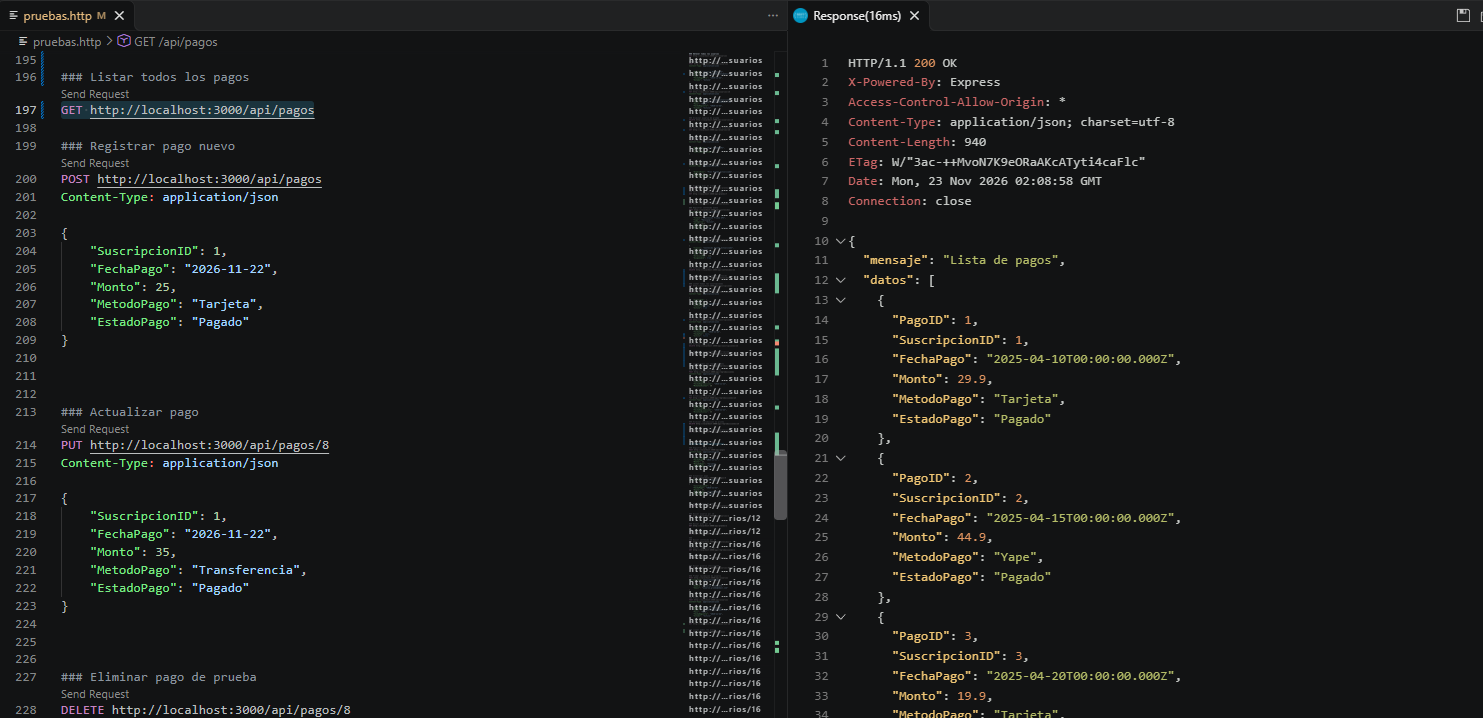 pruebas.http M
pruebas.http > GET /api/pagos
195
196 ### Listar todos los pagos
Send Request
197 GET http://localhost:3000/api/pagos
198
199 ### Registrar pago nuevo
Send Request
200 POST http://localhost:3000/api/pagos
201 Content-Type: application/json
202
203 {
204 "SuscripcionID": 1,
205 "FechaPago": "2026-11-22",
206 "Monto": 25,
207 "MetodoPago": "Tarjeta",
208 "EstadoPago": "Pagado"
209 }
210
211
212
213 ### Actualizar pago
Send Request
214 PUT http://localhost:3000/api/pagos/8
215 Content-Type: application/json
216
217 {
218 "SuscripcionID": 1,
219 "FechaPago": "2026-11-22",
220 "Monto": 35,
221 "MetodoPago": "Transferencia",
222 "EstadoPago": "Pagado"
223 }
224
225
226
227 ### Eliminar pago de prueba
Send Request
228 DELETE http://localhost:3000/api/pagos/8
Response(16ms)
1 HTTP/1.1 200 OK
2 X-Powered-By: Express
3 Access-Control-Allow-Origin: *
4 Content-Type: application/json; charset=utf-8
5 Content-Length: 940
6 ETag: W/"3ac-++MvoN7K9eORaAKcATyti4caFlc"
7 Date: Mon, 23 Nov 2026 02:08:58 GMT
8 Connection: close
9
10 {
11 "mensaje": "Lista de pagos",
12 "datos": [
13 {
14 "PagoID": 1,
15 "SuscripcionID": 1,
16 "FechaPago": "2025-04-10T00:00:00.000Z",
17 "Monto": 29.9,
18 "MetodoPago": "Tarjeta",
19 "EstadoPago": "Pagado"
20 },
21 {
22 "PagoID": 2,
23 "SuscripcionID": 2,
24 "FechaPago": "2025-04-15T00:00:00.000Z",
25 "Monto": 44.9,
26 "MetodoPago": "Yape",
27 "EstadoPago": "Pagado"
28 },
29 {
30 "PagoID": 3,
31 "SuscripcionID": 3,
32 "FechaPago": "2025-04-20T00:00:00.000Z",
33 "Monto": 19.9,
34 "MetodoPago": "Tarjeta",